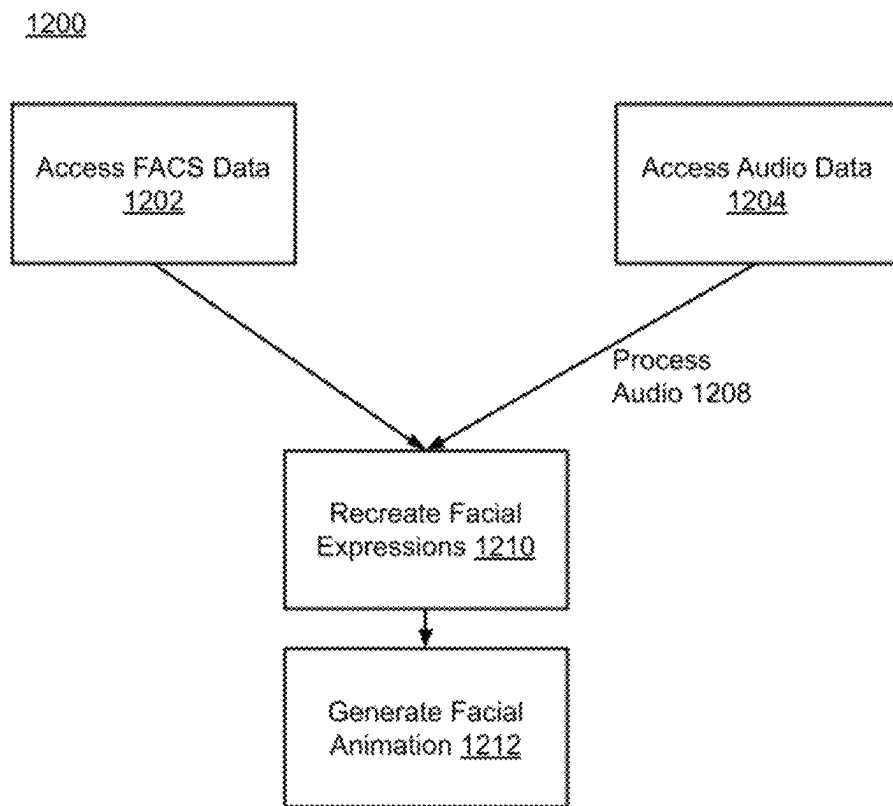 1200
Access FACS Data
1202
Access Audio Data
1204
Process
Audio 1208
Recreate Facial
Expressions 1210
Generate Facial
Animation 1212